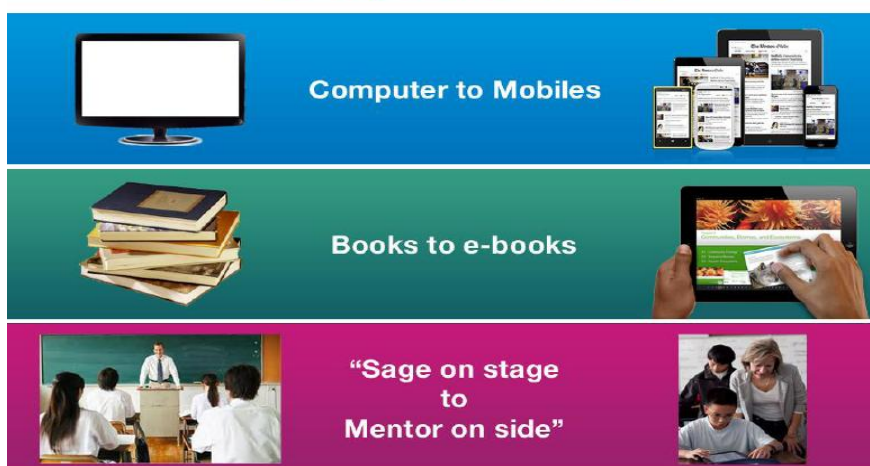 Computer to Mobiles
Books to e-books
“Sage on stage
to
Mentor on side”